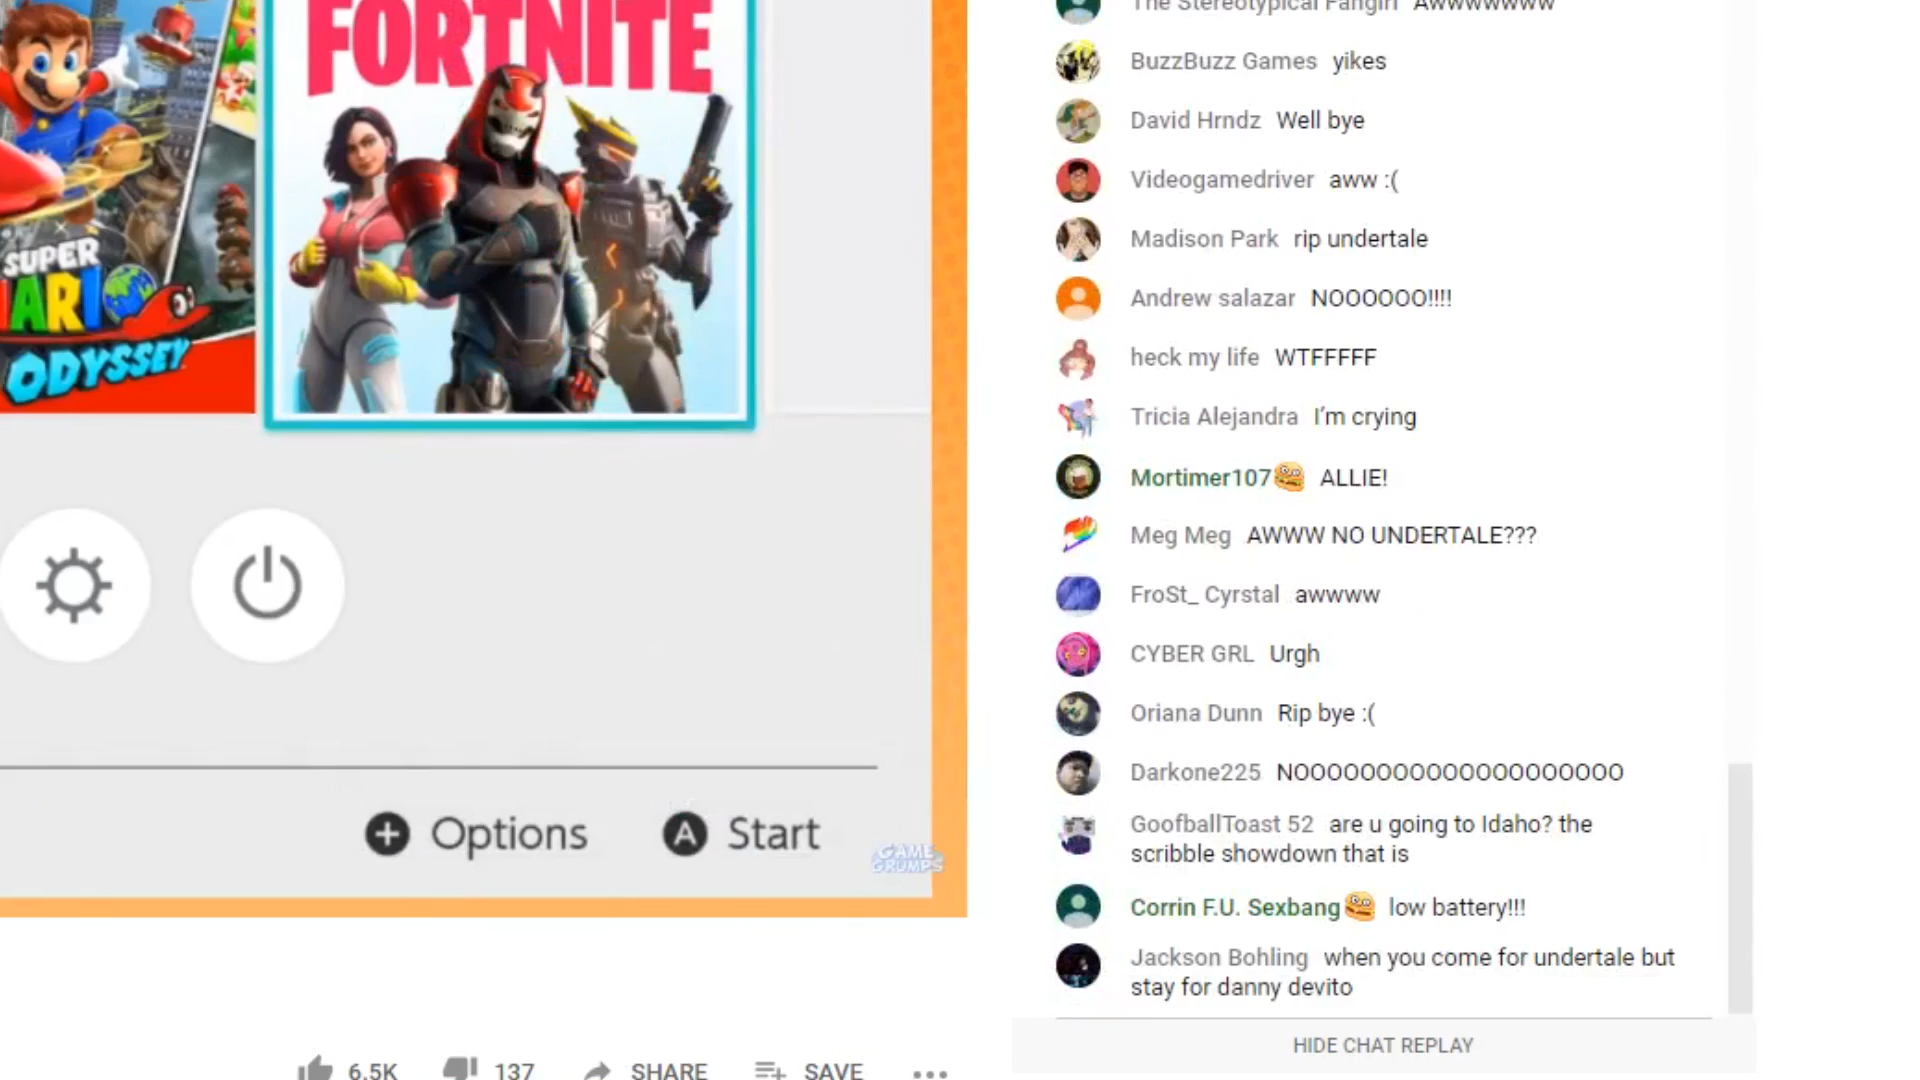 FORTNITE
SUPER
MARIO
ODYSSEY
Options
A Start
GAME
GRUMPS
6.5K 137 SHARE SAVE
The Stereotypical Fangirl Awwwwwww
BuzzBuzz Games yikes
David Hrndz Well bye
Videogamedriver aww :(
Madison Park rip undertale
Andrew salazar NOOOOOO!!!!
heck my life WTFFFFF
Tricia Alejandra I’m crying
Mortimer107 ALLIE!
Meg Meg AWWW NO UNDERTALE???
FroSt_ Cyrstal awwww
CYBER GRL Urgh
Oriana Dunn Rip bye :(
Darkone225 NOOOOOOOOOOOOOOOOOOOO
GoofballToast 52 are u going to Idaho? the
scribble showdown that is
Corrin F.U. Sexbang low battery!!!
Jackson Bohling when you come for undertale but
stay for danny devito
HIDE CHAT REPLAY